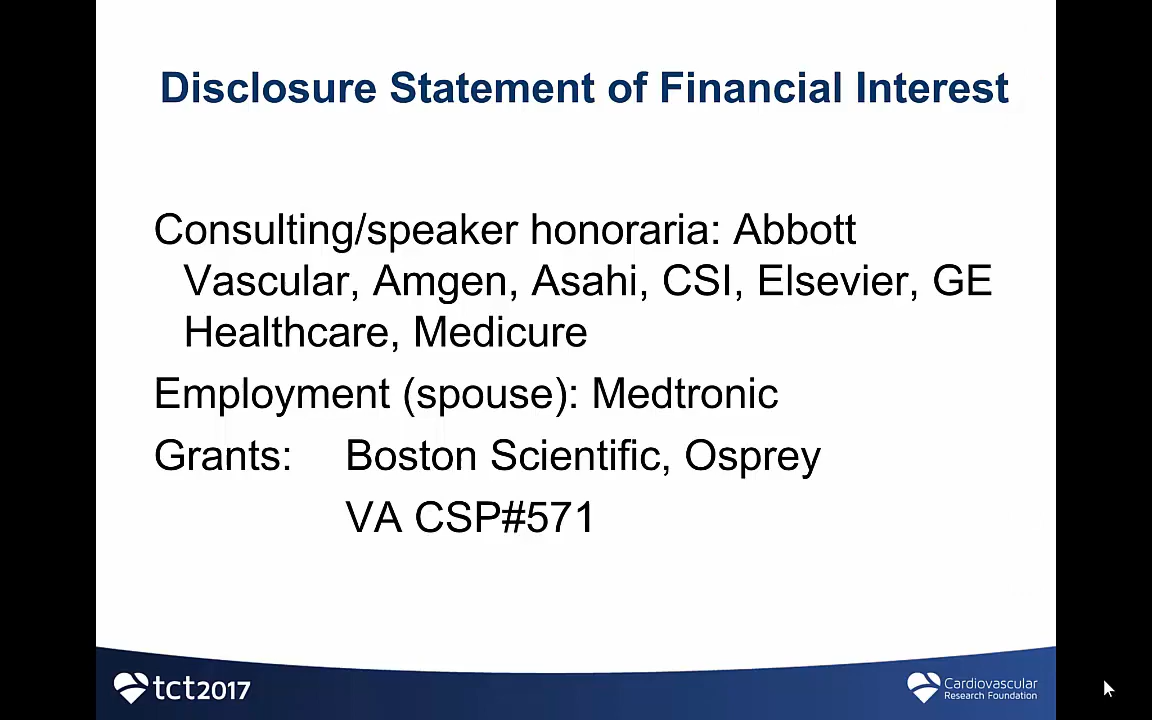 Disclosure Statement of Financial Interest
Consulting/speaker honoraria: Abbott
Vascular, Amgen, Asahi, CSI, Elsevier, GE
Healthcare, Medicure
Employment (spouse): Medtronic
Grants: Boston Scientific, Osprey
VA CSP#571
tct2017
Cardiovascular
Research Foundation